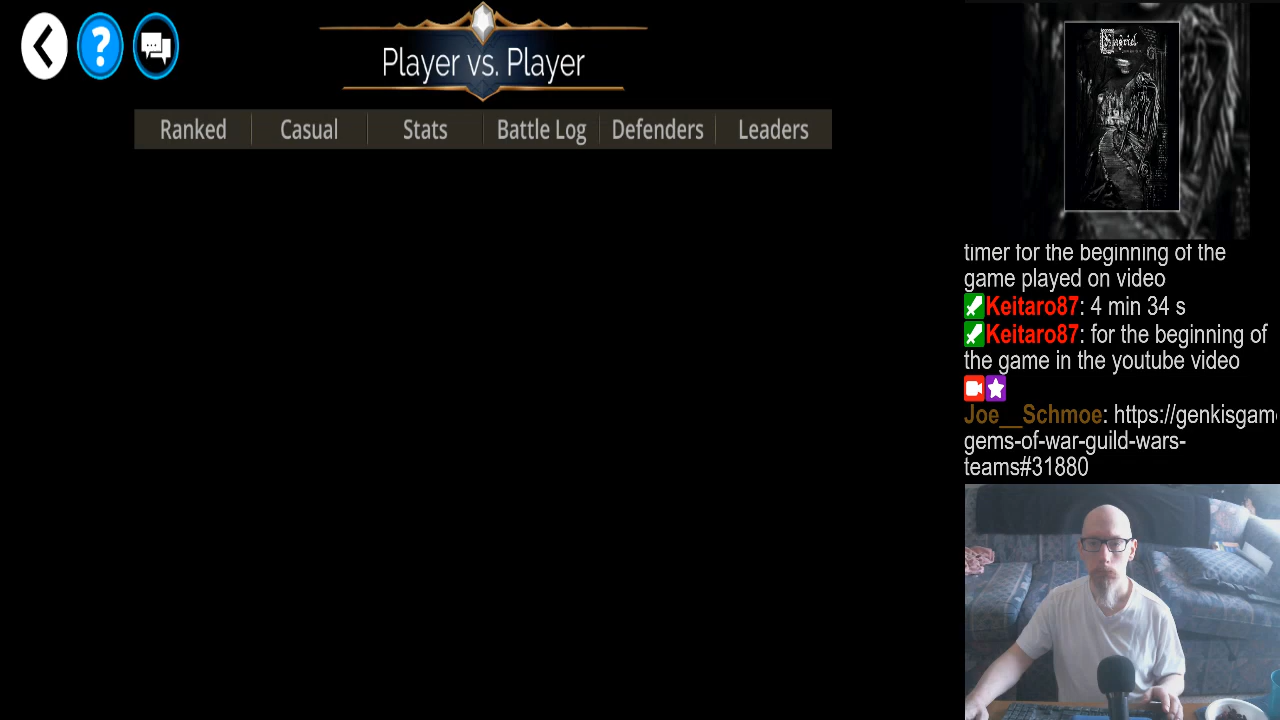 Player vs. Player
Ranked
Casual
Stats
Battle Log
Defenders
Leaders
timer for the beginning of the
game played on video
Keitaro87: 4 min 34 s
Keitaro87: for the beginning of
the game in the youtube video
Joe__Schmoe: https://genkisgam
gems-of-war-guild-wars-
teams#31880